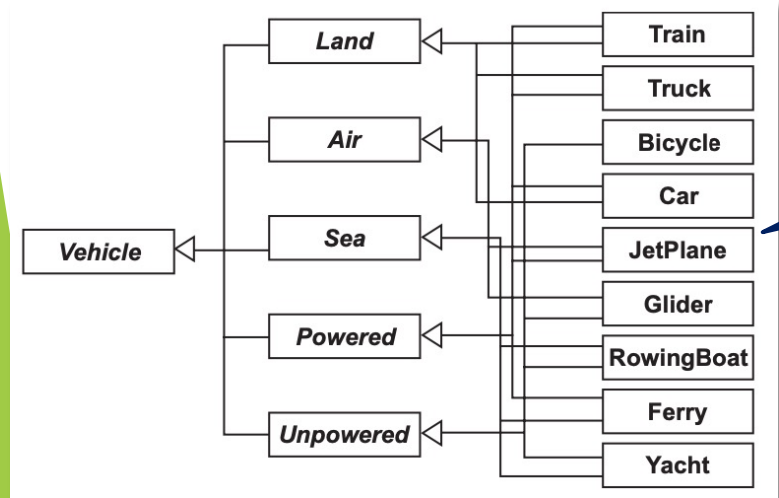 Vehicle
Land
Air
Sea
Powered
Unpowered
Train
Truck
Bicycle
Car
JetPlane
Glider
RowingBoat
Ferry
Yacht